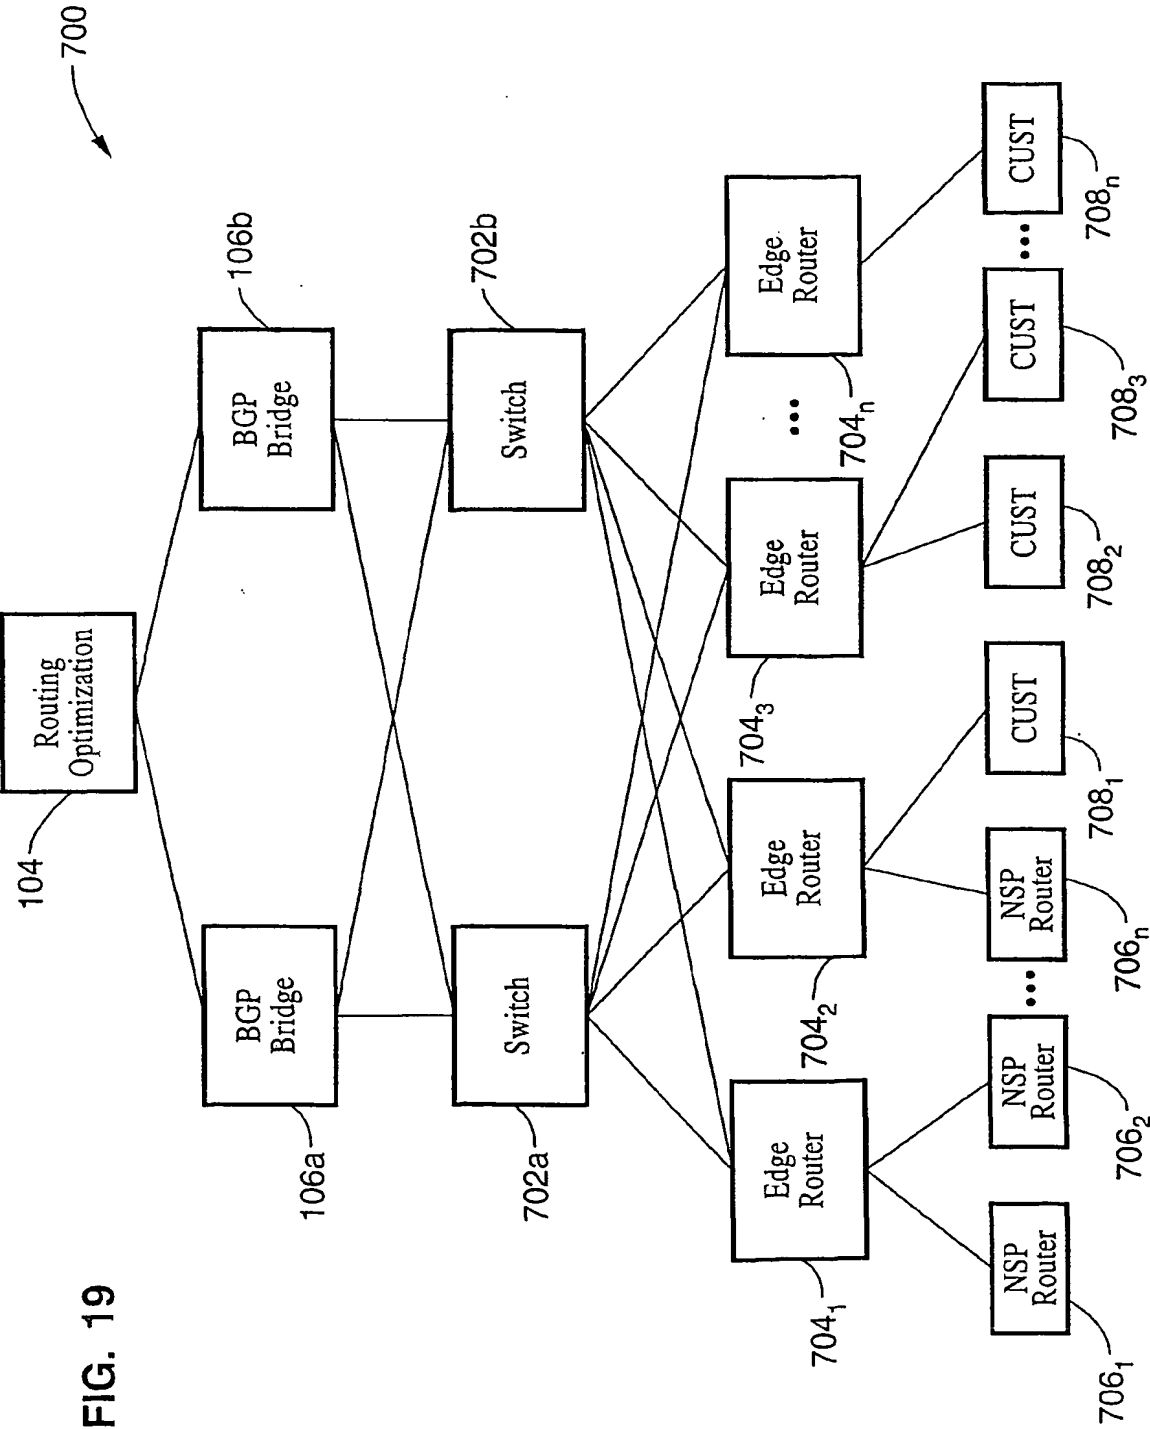 FIG. 19
700
Routing
Optimization
104
BGP
Bridge
106a
BGP
Bridge
106b
Switch
702a
Switch
702b
Edge
Router
704₁
Edge
Router
704₂
Edge
Router
704₃
...
Edge
Router
704ₙ
NSP
Router
706₁
NSP
Router
706₂
...
NSP
Router
706ₙ
CUST
708₁
CUST
708₂
CUST
708₃
...
CUST
708ₙ